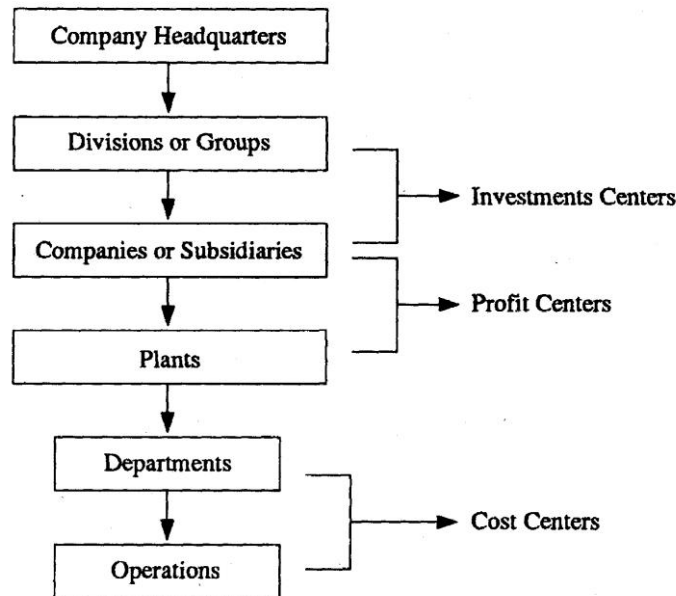 Company Headquarters
Divisions or Groups
Investments Centers
Companies or Subsidiaries
Profit Centers
Plants
Departments
Cost Centers
Operations